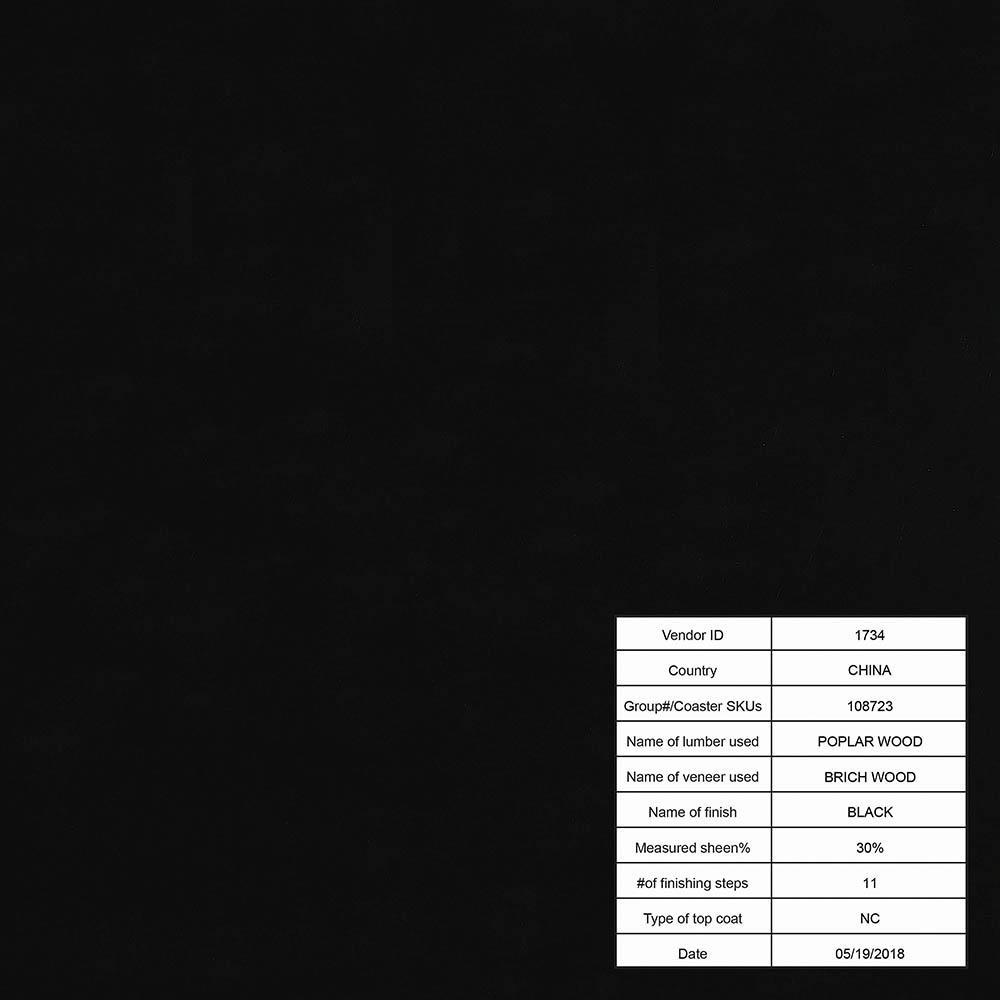 Vendor ID 1734
Country CHINA
Group#/Coaster SKUs 108723
Name of lumber used POPLAR WOOD
Name of veneer used BRICH WOOD
Name of finish BLACK
Measured sheen% 30%
#of finishing steps 11
Type of top coat NC
Date 05/19/2018